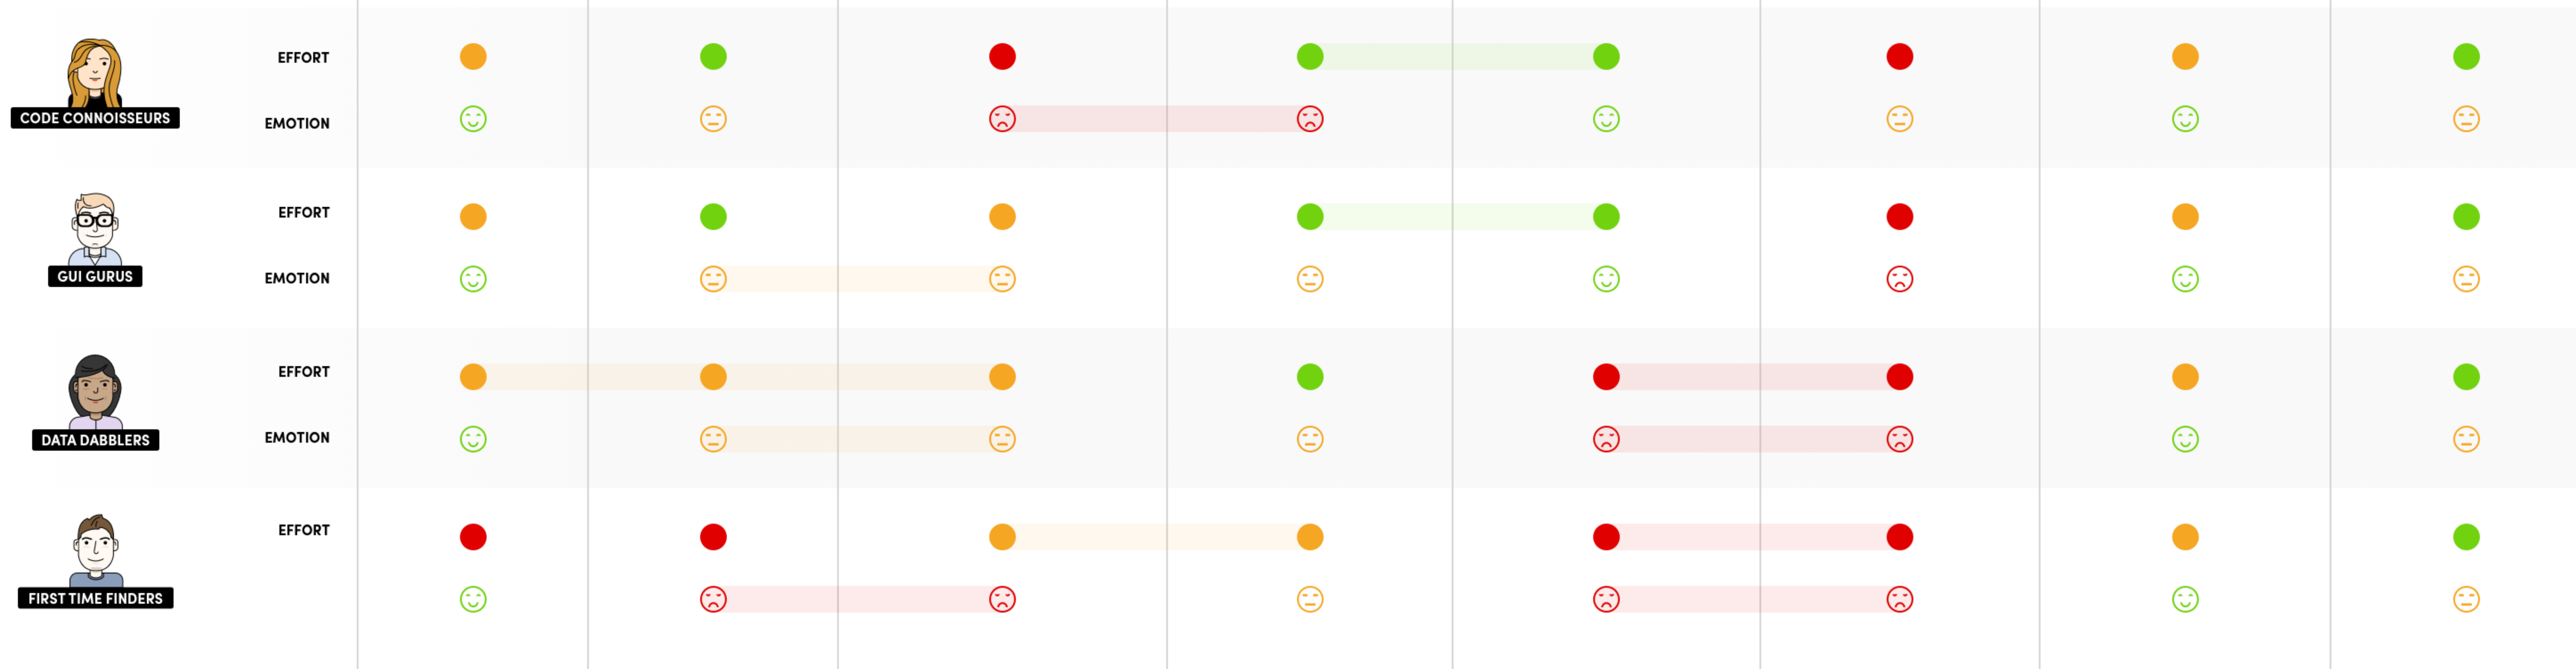 EFFORT
CODE CONNOISSEURS
EMOTION
EFFORT
GUI GURUS
EMOTION
EFFORT
DATA DABBLERS
EMOTION
EFFORT
FIRST TIME FINDERS